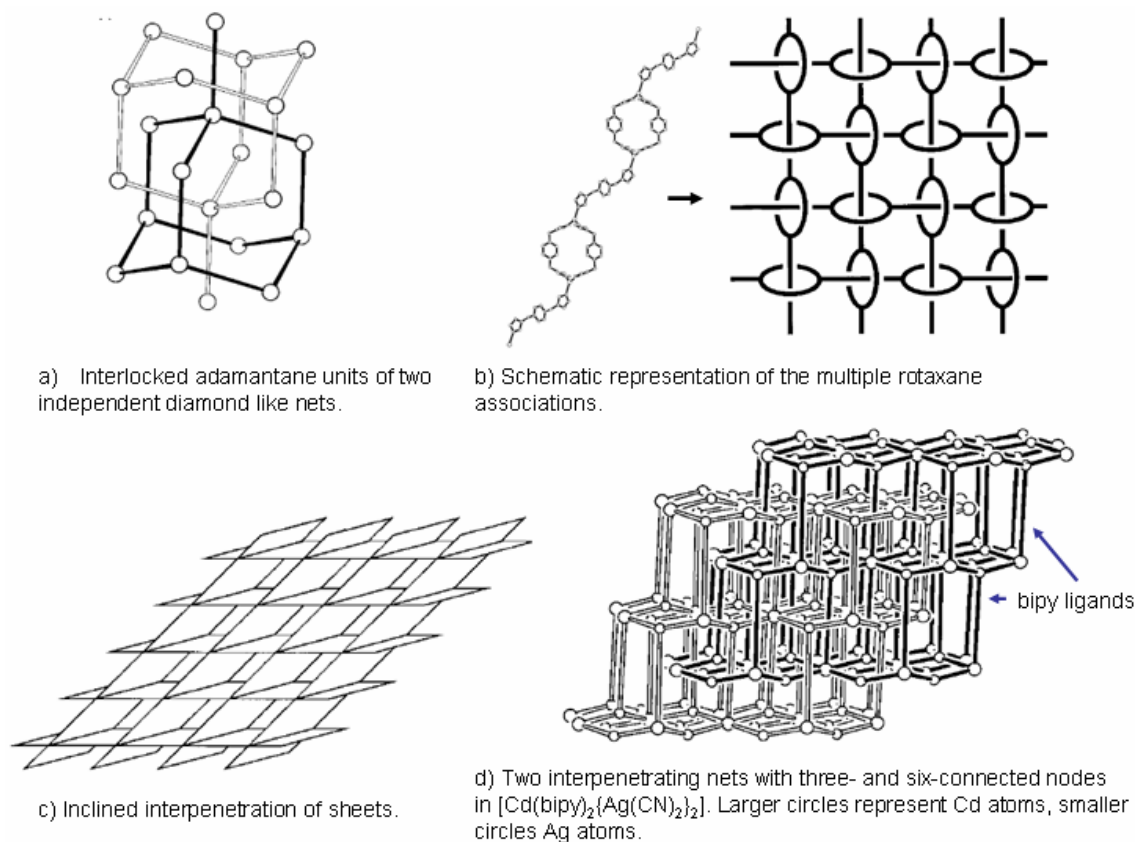 a) Interlocked adamantane units of two
independent diamond like nets.
b) Schematic representation of the multiple rotaxane
associations.
bipy ligands
c) Inclined interpenetration of sheets.
d) Two interpenetrating nets with three- and six-connected nodes
in [Cd(bipy)₂{Ag(CN)₂}₂]. Larger circles represent Cd atoms, smaller
circles Ag atoms.